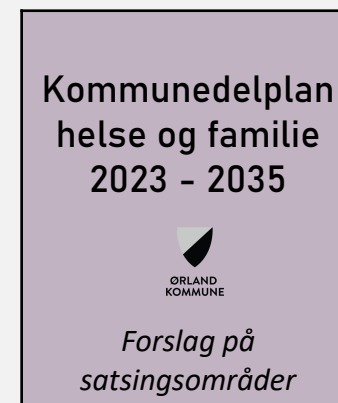 Kommunedelplan
helse og familie
2023 - 2035
ØRLAND
KOMMUNE
Forslag på
satsingsområder